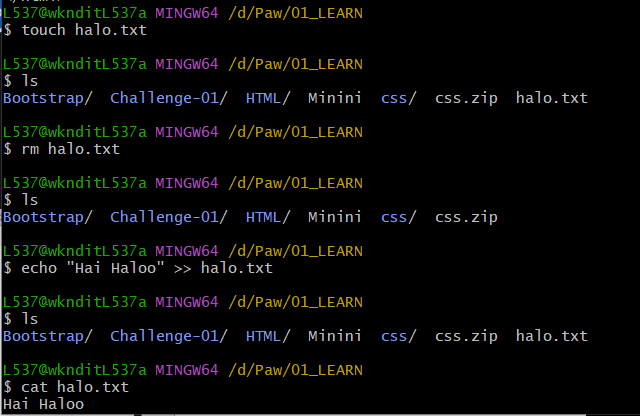 L537@wknditL537a MINGW64 /d/Paw/01_LEARN
$ touch halo.txt
L537@wknditL537a MINGW64 /d/Paw/01_LEARN
$ ls
Bootstrap/  Challenge-01/  HTML/  Minini  css/  css.zip  halo.txt
L537@wknditL537a MINGW64 /d/Paw/01_LEARN
$ rm halo.txt
L537@wknditL537a MINGW64 /d/Paw/01_LEARN
$ ls
Bootstrap/  Challenge-01/  HTML/  Minini  css/  css.zip
L537@wknditL537a MINGW64 /d/Paw/01_LEARN
$ echo "Hai Haloo" >> halo.txt
L537@wknditL537a MINGW64 /d/Paw/01_LEARN
$ ls
Bootstrap/  Challenge-01/  HTML/  Minini  css/  css.zip  halo.txt
L537@wknditL537a MINGW64 /d/Paw/01_LEARN
$ cat halo.txt
Hai Haloo